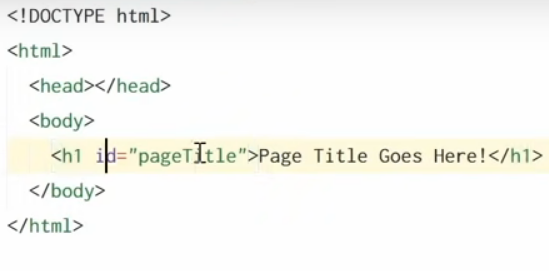 <!DOCTYPE html>
<html>
<head></head>
<body>
<h1 id="pageTitle">Page Title Goes Here!</h1>
</body>
</html>